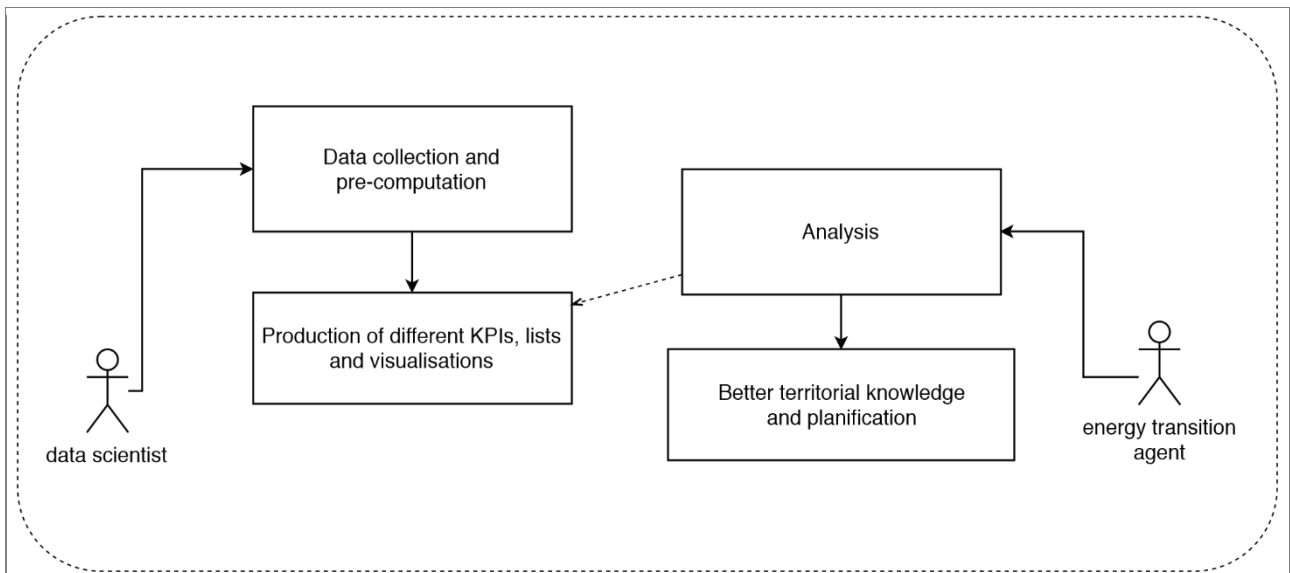 Data collection and
pre-computation
Analysis
Production of different KPIs, lists
and visualisations
Better territorial knowledge
and planification
data scientist
energy transition
agent